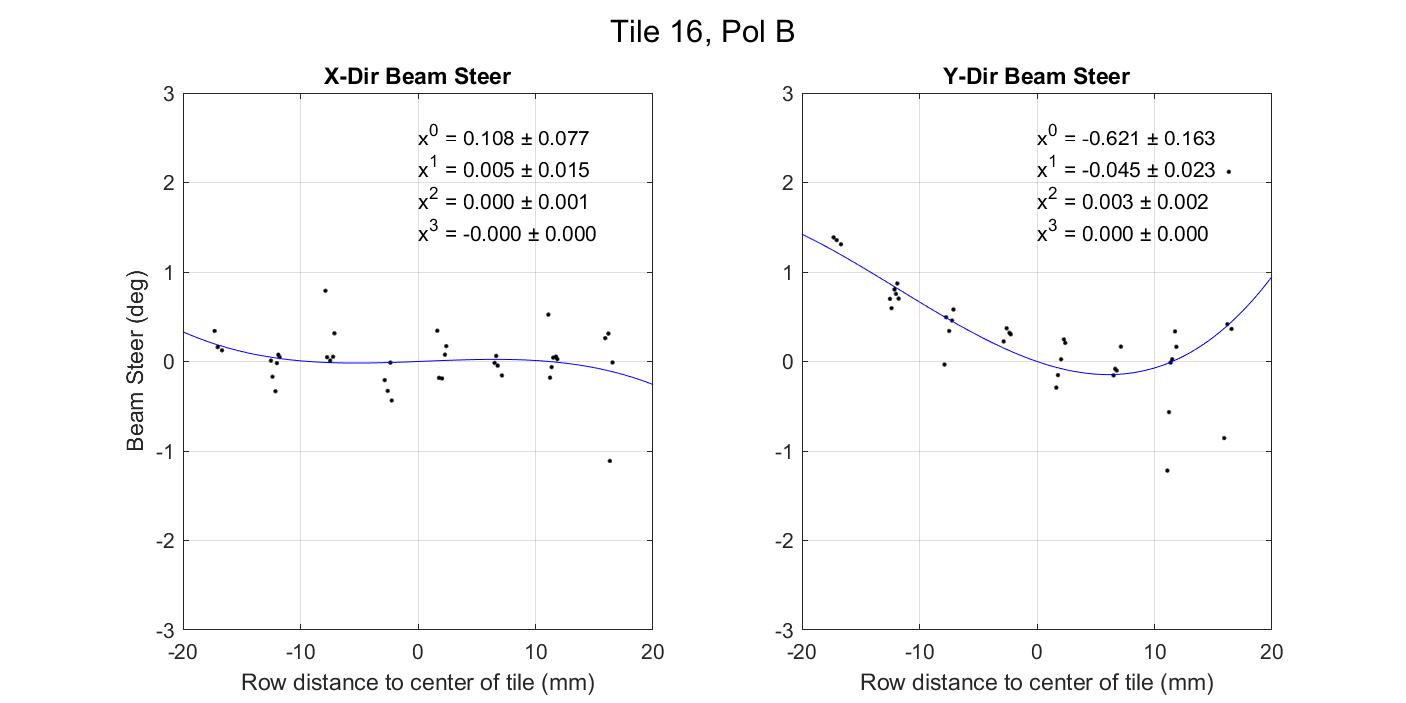 Tile 16, Pol B
X-Dir Beam Steer
x^0 = 0.108 ± 0.077
x^1 = 0.005 ± 0.015
x^2 = 0.000 ± 0.001
x^3 = -0.000 ± 0.000
3
2
1
0
-1
-2
-3
Beam Steer (deg)
-20 -10 0 10 20
Row distance to center of tile (mm)
Y-Dir Beam Steer
x^0 = -0.621 ± 0.163
x^1 = -0.045 ± 0.023
x^2 = 0.003 ± 0.002
x^3 = 0.000 ± 0.000
3
2
1
0
-1
-2
-3
-20 -10 0 10 20
Row distance to center of tile (mm)